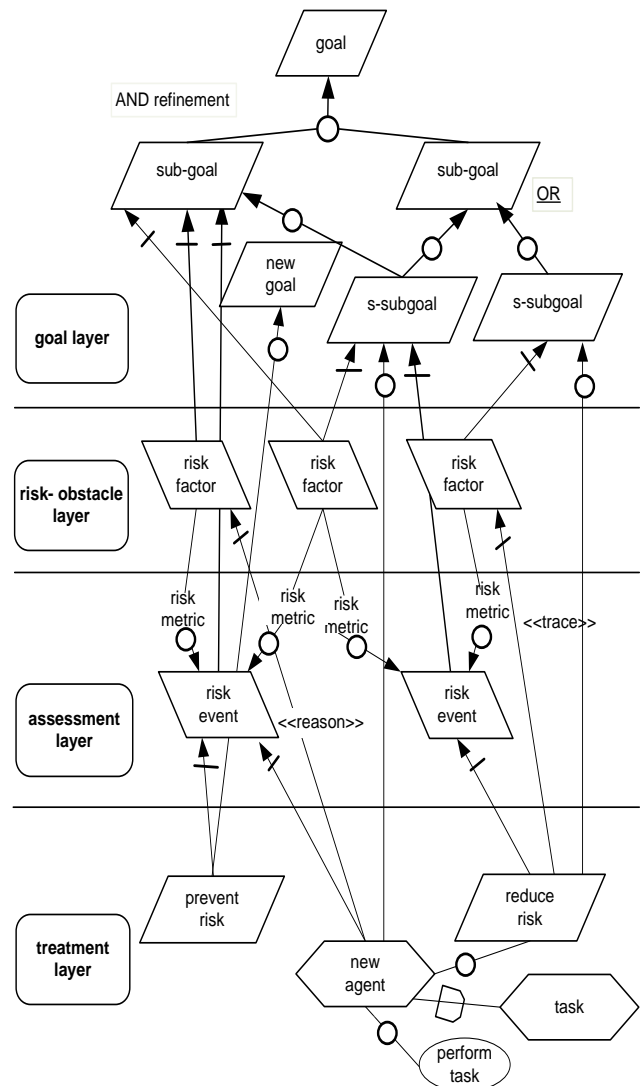 goal
AND refinement
sub-goal
sub-goal
OR
new
goal
s-subgoal
s-subgoal
goal layer
risk
factor
risk
factor
risk
factor
risk- obstacle
layer
risk
metric
risk
metric
risk
metric
risk
metric
<<trace>>
risk
event
<<reason>>
risk
event
assessment
layer
prevent
risk
reduce
risk
treatment
layer
new
agent
task
perform
task